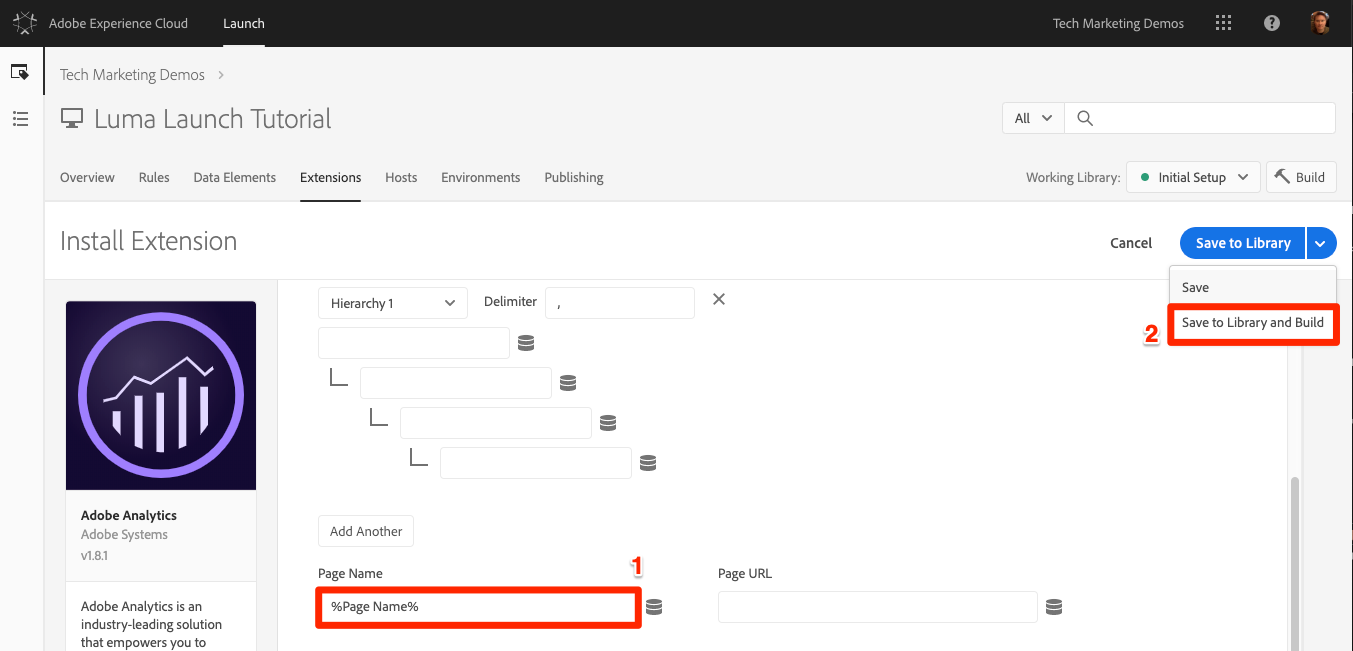 Adobe Experience Cloud
Launch
Tech Marketing Demos
Tech Marketing Demos
Luma Launch Tutorial
All
Overview
Rules
Data Elements
Extensions
Hosts
Environments
Publishing
Working Library:
Initial Setup
Build
Install Extension
Cancel
Save to Library
Save
Save to Library and Build
2
Hierarchy 1
Delimiter
,
Add Another
Adobe Analytics
Adobe Systems
v1.8.1
Adobe Analytics is an
industry-leading solution
that empowers you to
1
Page Name
%Page Name%
Page URL